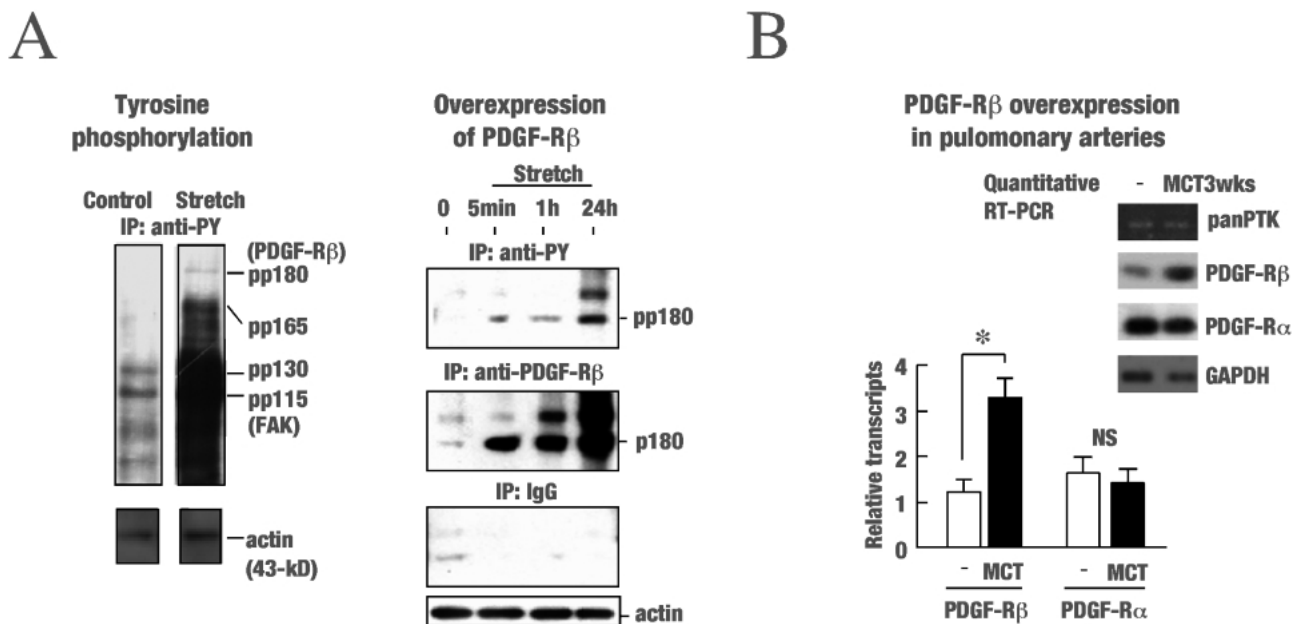 A
Tyrosine
phosphorylation
Control Stretch
IP: anti-PY
(PDGF-Rβ)
pp180
pp165
pp130
pp115
(FAK)
actin
(43-kD)
Overexpression
of PDGF-Rβ
Stretch
0 5min 1h 24h
IP: anti-PY
pp180
IP: anti-PDGF-Rβ
p180
IP: IgG
actin
B
PDGF-Rβ overexpression
in pulomonary arteries
Quantitative
RT-PCR
- MCT3wks
panPTK
PDGF-Rβ
PDGF-Rα
GAPDH
Relative transcripts
4
3
2
1
0
*
NS
- MCT - MCT
PDGF-Rβ PDGF-Rα